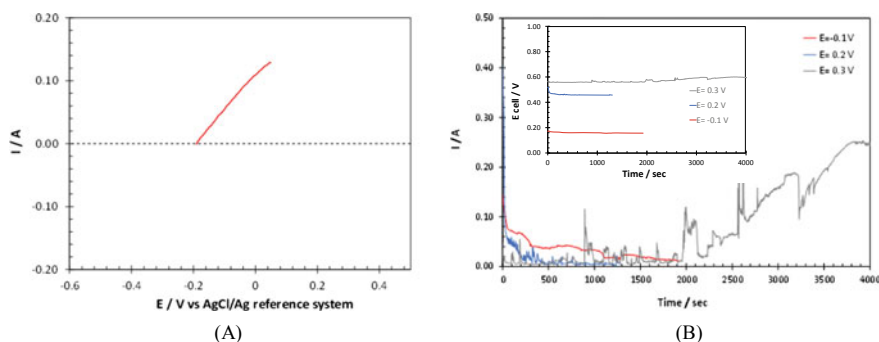 (A)
0.20
0.10
0.00
-0.10
-0.20
I / A
-0.6
-0.4
-0.2
0
0.2
0.4
E / V vs AgCl/Ag reference system
(A)
(B)
0.50
0.40
0.30
0.20
0.10
0.00
I / A
0
500
1000
1500
2000
2500
3000
3500
4000
Time / sec
E=-0.1V
E= 0.2 V
E= 0.3 V
1.00
0.80
0.60
0.40
0.20
0.00
E cell / V
0
1000
2000
3000
4000
Time / sec
E= 0.3 V
E= 0.2 V
E= -0.1 V
(B)